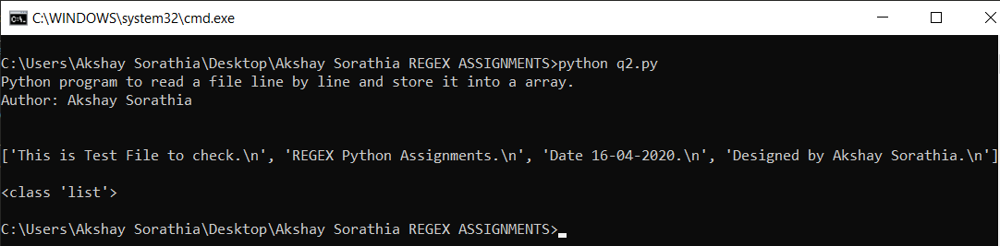 C:\WINDOWS\system32\cmd.exe
C:\Users\Akshay Sorathia\Desktop\Akshay Sorathia REGEX ASSIGNMENTS>python q2.py
Python program to read a file line by line and store it into a array.
Author: Akshay Sorathia
['This is Test File to check.\n', 'REGEX Python Assignments.\n', 'Date 16-04-2020.\n', 'Designed by Akshay Sorathia.\n']
<class 'list'>
C:\Users\Akshay Sorathia\Desktop\Akshay Sorathia REGEX ASSIGNMENTS>